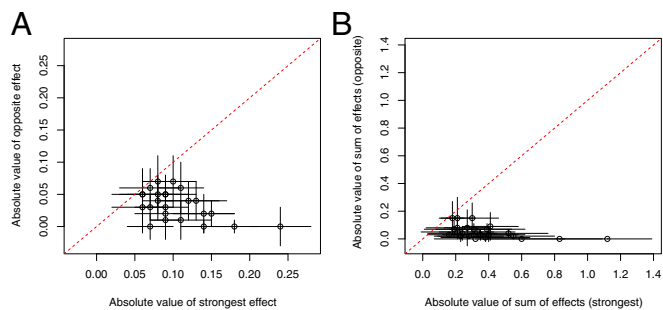 A
Absolute value of opposite effect
0.25
0.20
0.15
0.10
0.05
0.00
0.00 0.05 0.10 0.15 0.20 0.25
Absolute value of strongest effect
B
Absolute value of sum of effects (opposite)
1.4
1.2
1.0
0.8
0.6
0.4
0.2
0.0
0.0 0.2 0.4 0.6 0.8 1.0 1.2 1.4
Absolute value of sum of effects (strongest)